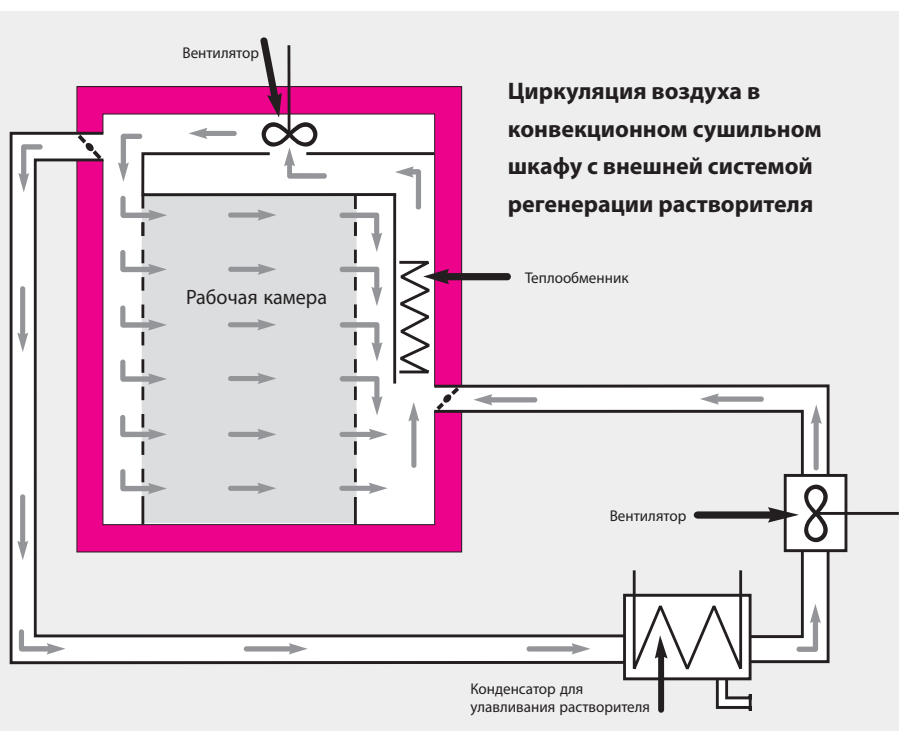 Вентилятор
Циркуляция воздуха в
конвекционном сушильном
шкафу с внешней системой
регенерации растворителя
Теплообменник
Рабочая камера
Вентилятор
Конденсатор для
улавливания растворителя